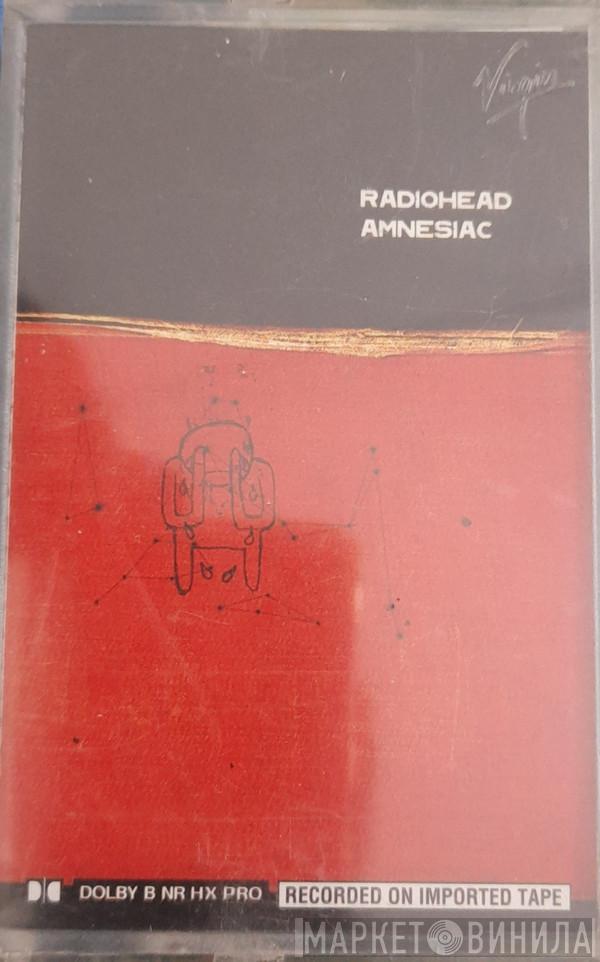 Virgin
RADIOHEAD
AMNESIAC
DOLBY B NR HX PRO
RECORDED ON IMPORTED TAPE
МАРКЕТ ВИНИЛА